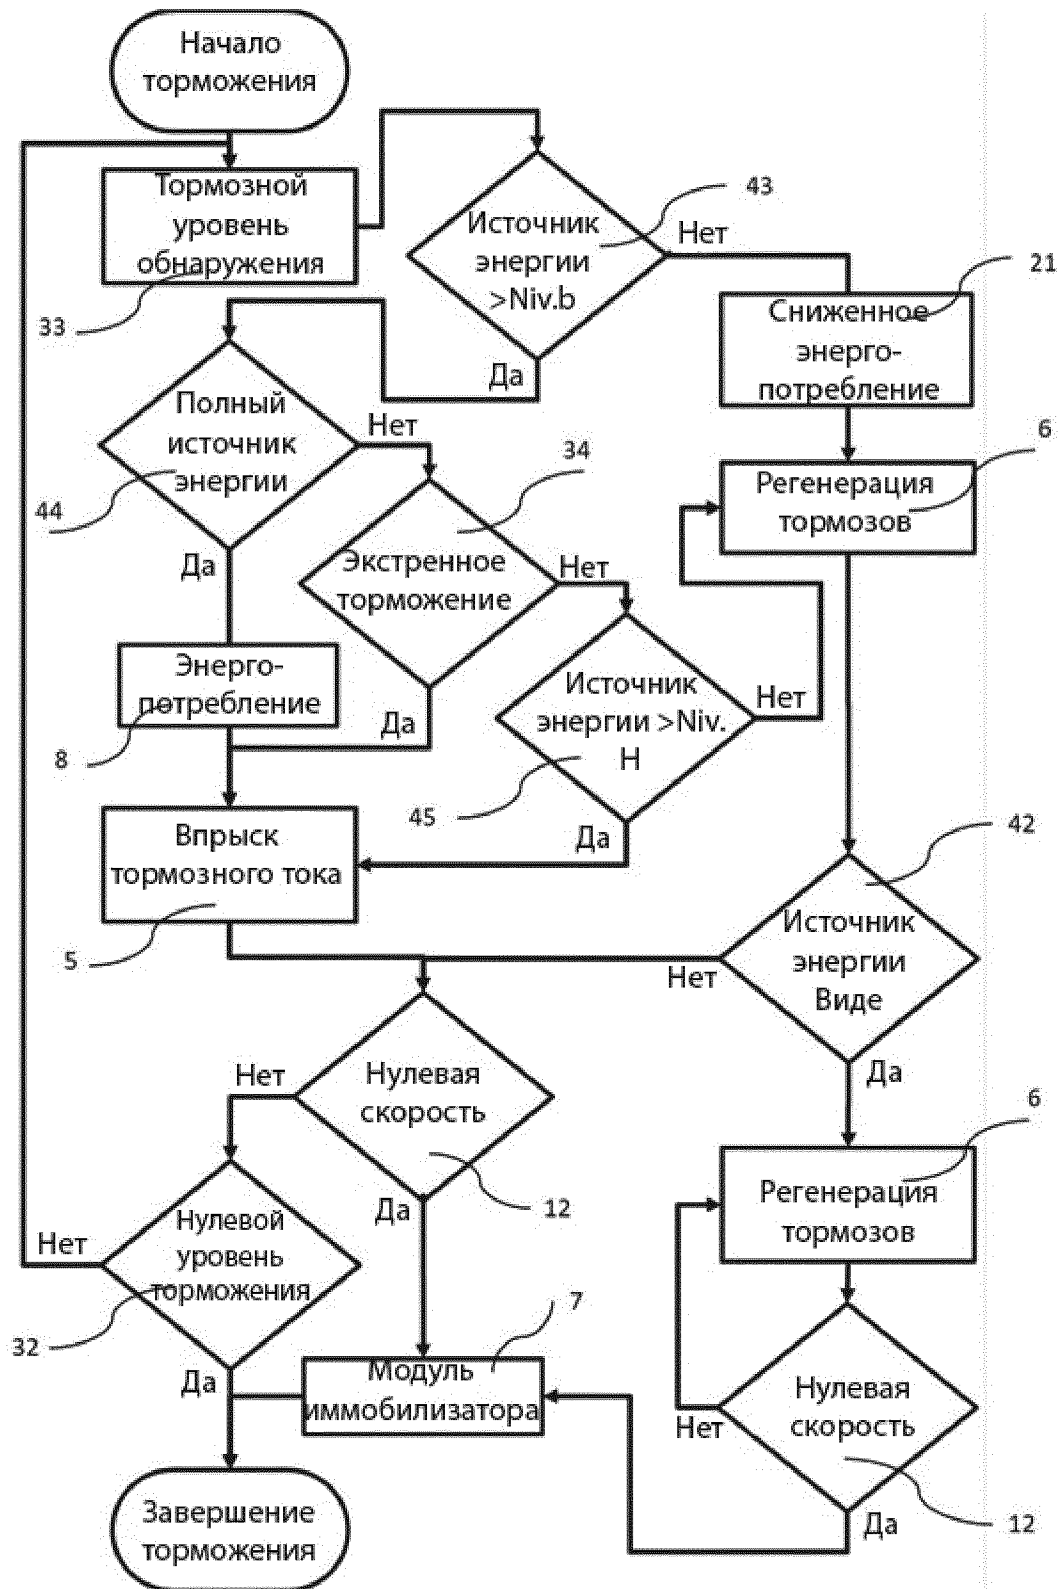 Начало
торможения
Тормозной
уровень
обнаружения
33
Источник
энергии
>Niv.b
43
Нет
Да
21
Сниженное
энерго-
потребление
Полный
источник
энергии
44
Нет
Да
34
Экстренное
торможение
Нет
Да
6
Регенерация
тормозов
Источник
энергии >Niv.
H
45
Нет
Да
Энерго-
потребление
8
Впрыск
тормозного тока
5
42
Источник
энергии
Виде
Нет
Да
Нулевая
скорость
12
Нет
Да
6
Регенерация
тормозов
Нулевой
уровень
торможения
32
Нет
Да
7
Модуль
иммобилизатора
Нулевая
скорость
12
Нет
Да
Завершение
торможения